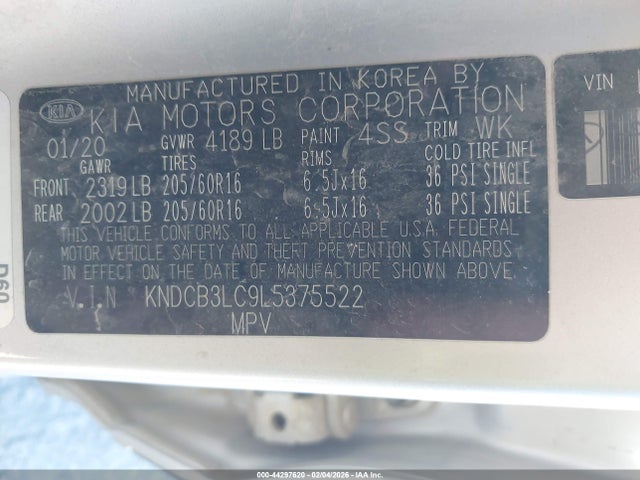 MANUFACTURED IN KOREA BY
KIA KIA MOTORS CORPORATION
01/20 GVWR 4189 LB PAINT 4SS TRIM WK
GAWR TIRES RIMS COLD TIRE INFL
FRONT 2319 LB 205/60R16 6.5Jx16 36 PSI SINGLE
REAR 2002 LB 205/60R16 6.5Jx16 36 PSI SINGLE
THIS VEHICLE CONFORMS TO ALL APPLICABLE U.S.A. FEDERAL
MOTOR VEHICLE SAFETY AND THEFT PREVENTION STANDARDS
IN EFFECT ON THE DATE OF MANUFACTURE SHOWN ABOVE.
V.I.N KNDCB3LC9L5375522
MPV
VIN
D60
000-44297620 - 02/04/2026 - Copyright IAA, Inc.